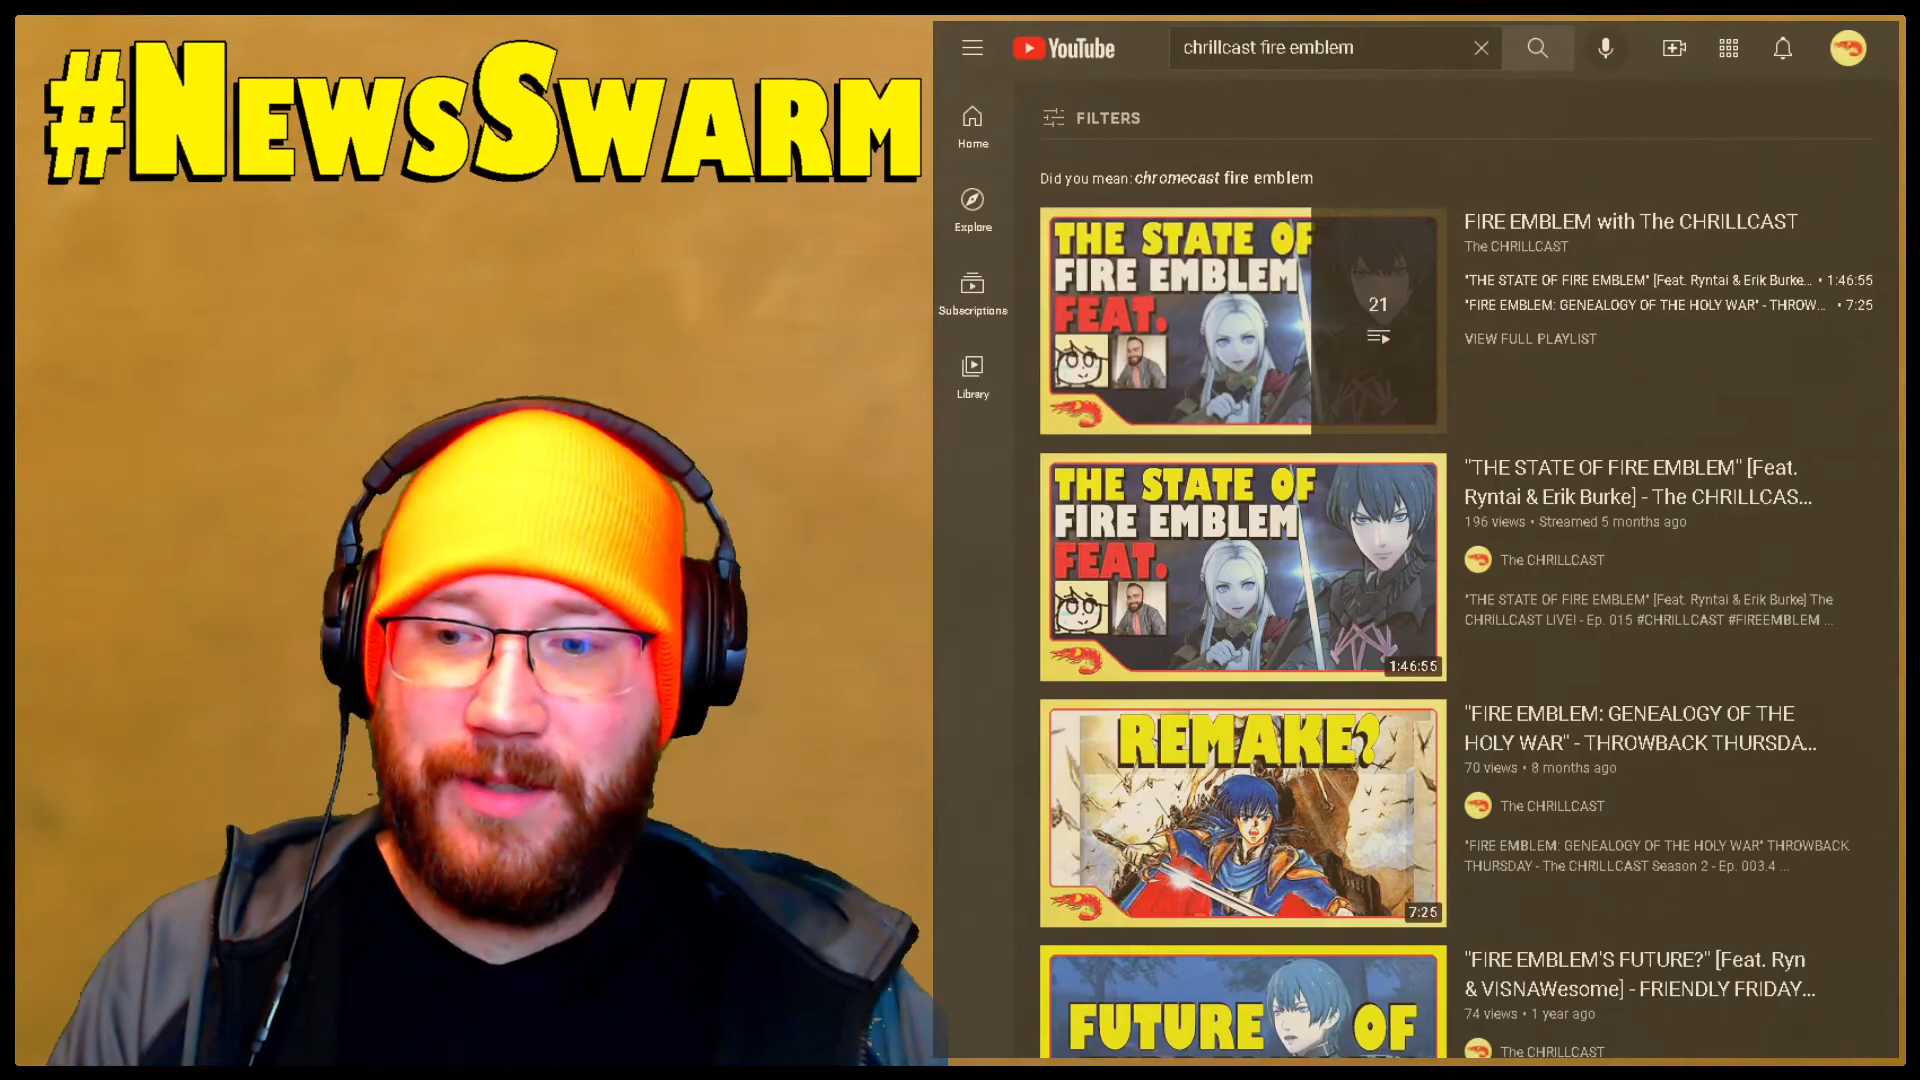 #NEWSSWARM
YouTube
chrillcast fire emblem
Home
Explore
Subscriptions
Library
FILTERS
Did you mean: chromecast fire emblem
THE STATE OF
FIRE EMBLEM
FEAT.
21
FIRE EMBLEM with The CHRILLCAST
The CHRILLCAST
"THE STATE OF FIRE EMBLEM" [Feat. Ryntai & Erik Burke... • 1:46:55
"FIRE EMBLEM: GENEALOGY OF THE HOLY WAR" - THROW... • 7:25
VIEW FULL PLAYLIST
THE STATE OF
FIRE EMBLEM
FEAT.
1:46:55
"THE STATE OF FIRE EMBLEM" [Feat.
Ryntai & Erik Burke] - The CHRILLCAS...
196 views • Streamed 5 months ago
The CHRILLCAST
"THE STATE OF FIRE EMBLEM" [Feat. Ryntai & Erik Burke] The
CHRILLCAST LIVE! - Ep. 015 #CHRILLCAST #FIREEMBLEM ...
REMAKE?
7:25
"FIRE EMBLEM: GENEALOGY OF THE
HOLY WAR" - THROWBACK THURSDA...
70 views • 8 months ago
The CHRILLCAST
"FIRE EMBLEM: GENEALOGY OF THE HOLY WAR" THROWBACK
THURSDAY - The CHRILLCAST Season 2 - Ep. 003.4 ...
FUTURE OF
"FIRE EMBLEM'S FUTURE?" [Feat. Ryn
& VISNAWesome] - FRIENDLY FRIDAY...
74 views • 1 year ago
The CHRILLCAST